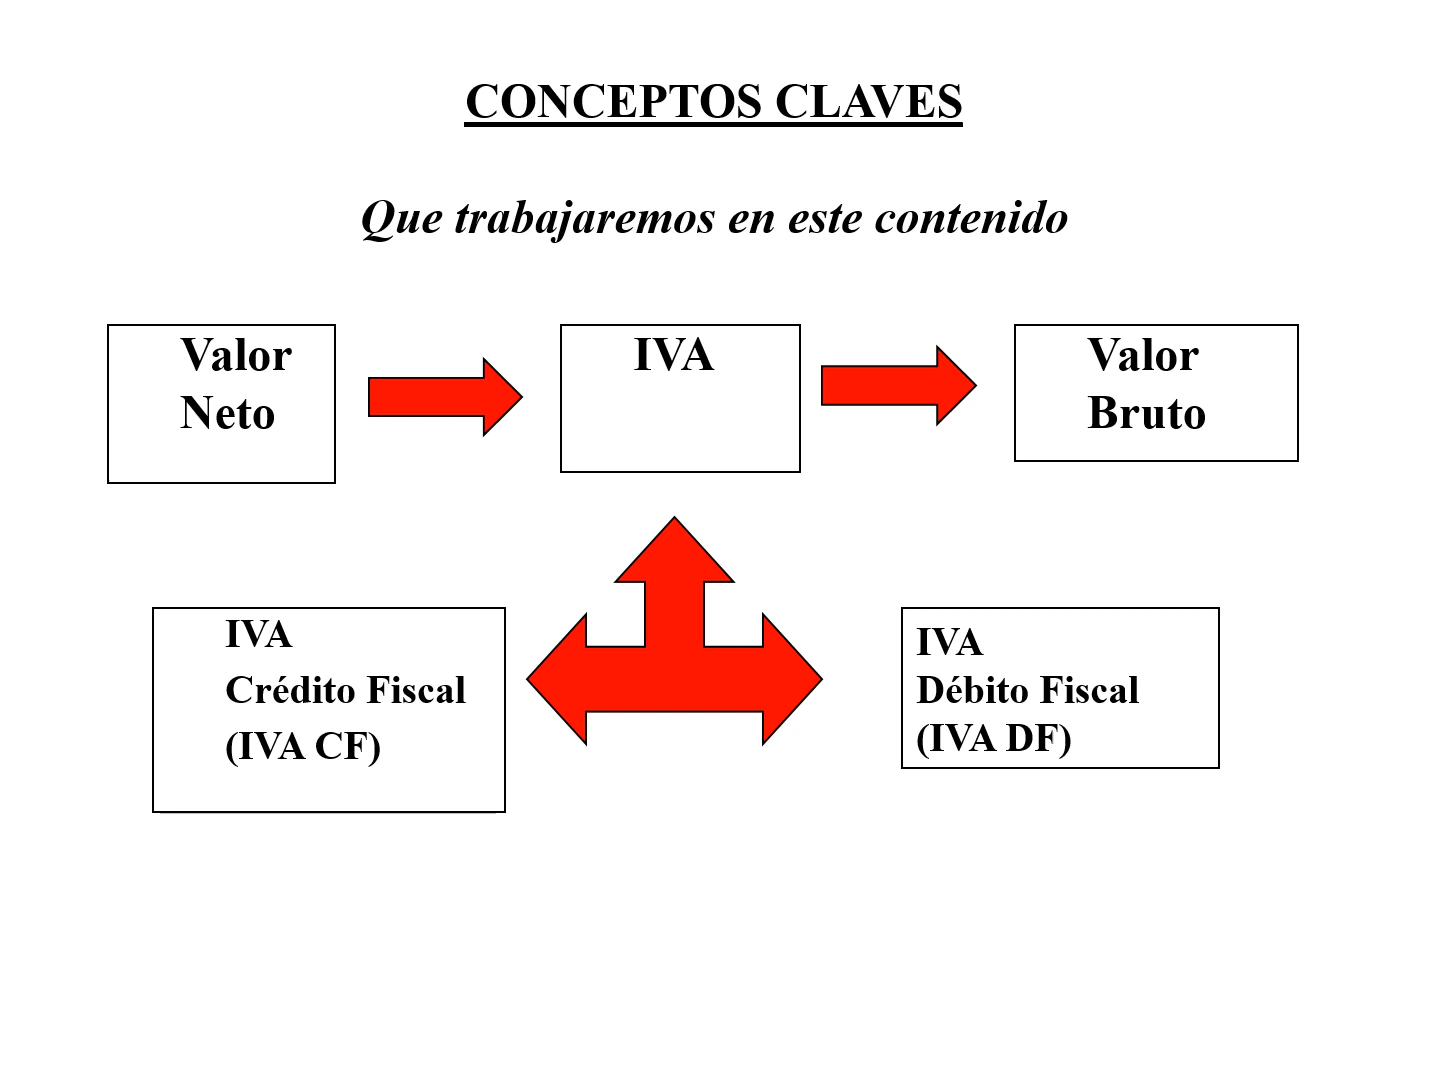 CONCEPTOS CLAVES
Que trabajaremos en este contenido
Valor
Neto
IVA
Valor
Bruto
IVA
Crédito Fiscal
(IVA CF)
IVA
Débito Fiscal
(IVA DF)